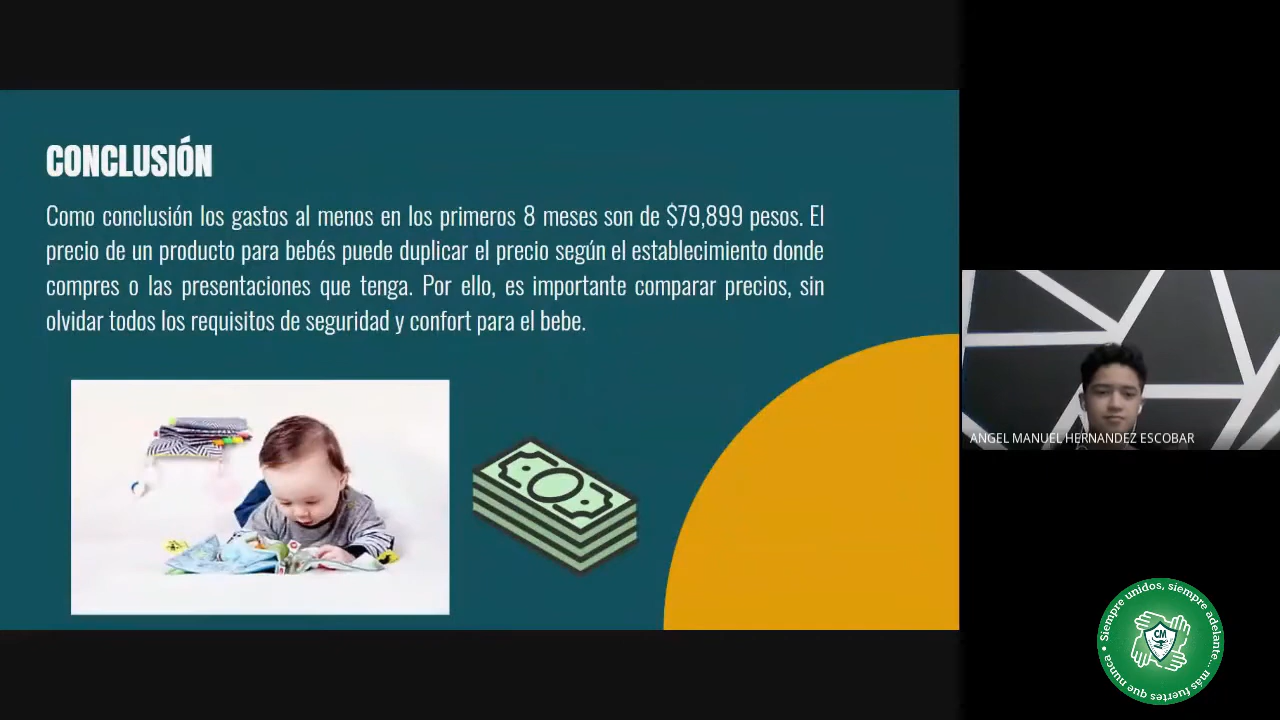 CONCLUSIÓN
Como conclusión los gastos al menos en los primeros 8 meses son de $79,899 pesos. El
precio de un producto para bebés puede duplicar el precio según el establecimiento donde
compres o las presentaciones que tenga. Por ello, es importante comparar precios, sin
olvidar todos los requisitos de seguridad y confort para el bebe.
ANGEL MANUEL HERNANDEZ ESCOBAR
Siempre unidos, siempre adelante... más fuertes que nunca •
CM